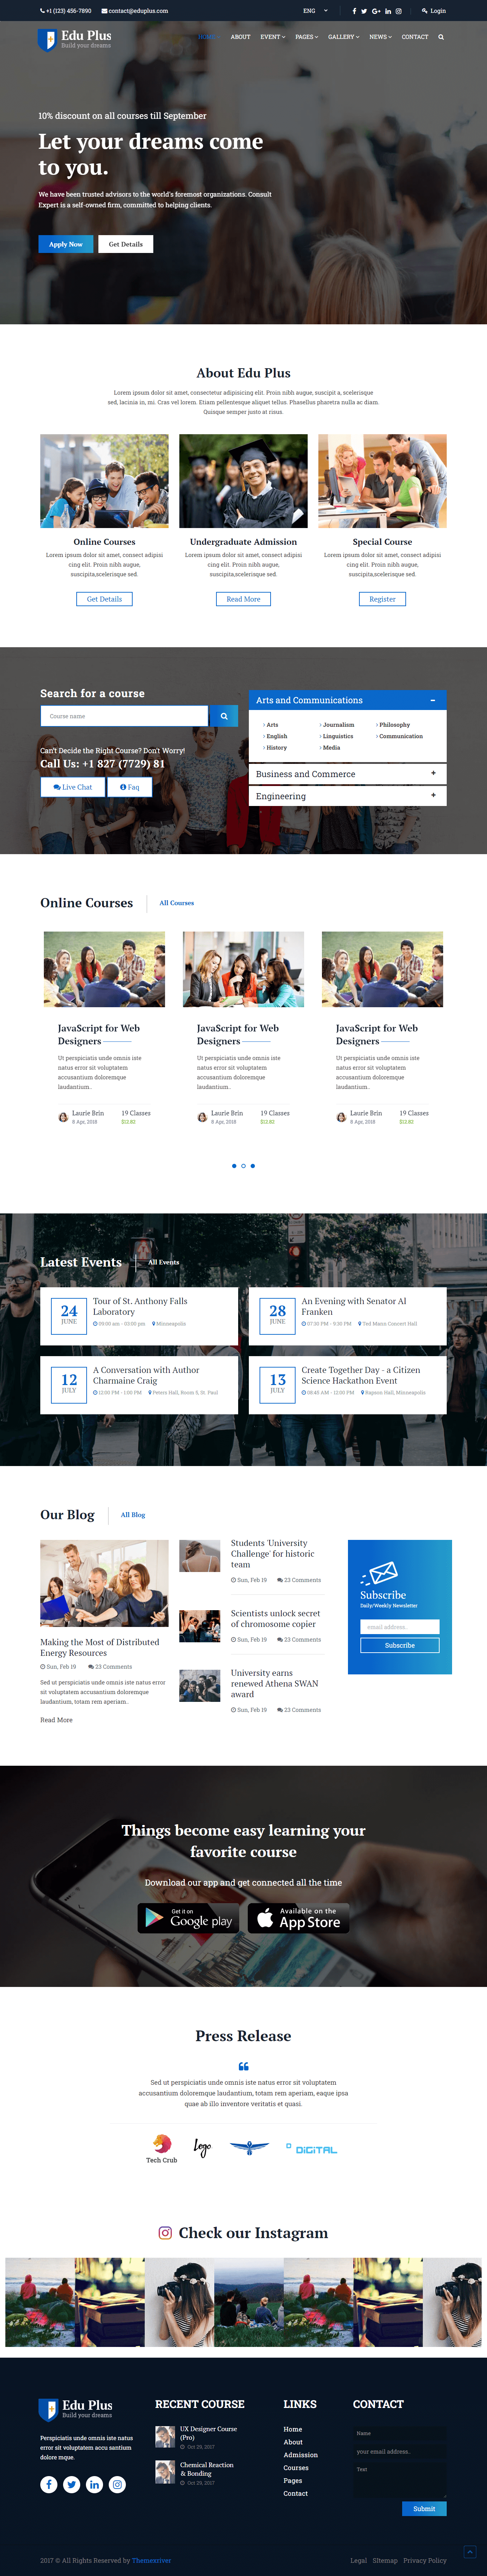 +1 (123) 456-7890 contact@eduplus.com ENG Login
Edu Plus
Build your dreams
HOME ABOUT EVENT PAGES GALLERY NEWS CONTACT
10% discount on all courses till September
Let your dreams come
to you.
We have been trusted advisors to the world's foremost organizations. Consult
Expert is a self-owned firm, committed to helping clients.
Apply Now Get Details
About Edu Plus
Lorem ipsum dolor sit amet, consectetur adipisicing elit. Proin nibh augue, suscipit a, scelerisque
sed, lacinia in, mi. Cras vel lorem. Etiam pellentesque aliquet tellus. Phasellus pharetra nulla ac diam.
Quisque semper justo at risus.
Online Courses
Lorem ipsum dolor sit amet, consect adipisi
cing elit. Proin nibh augue,
suscipita,scelerisque sed.
Get Details
Undergraduate Admission
Lorem ipsum dolor sit amet, consect adipisi
cing elit. Proin nibh augue,
suscipita,scelerisque sed.
Read More
Special Course
Lorem ipsum dolor sit amet, consect adipisi
cing elit. Proin nibh augue,
suscipita,scelerisque sed.
Register
Search for a course
Course name
Can't Decide the Right Course? Don't Worry!
Call Us: +1 827 (7729) 81
Live Chat Faq
Arts and Communications
Arts Journalism Philosophy
English Linguistics Communication
History Media
Business and Commerce
Engineering
Online Courses All Courses
JavaScript for Web
Designers
Ut perspiciatis unde omnis iste
natus error sit voluptatem
accusantium doloremque
laudantium..
Laurie Brin 19 Classes
8 Apr, 2018 $12.82
JavaScript for Web
Designers
Ut perspiciatis unde omnis iste
natus error sit voluptatem
accusantium doloremque
laudantium..
Laurie Brin 19 Classes
8 Apr, 2018 $12.82
JavaScript for Web
Designers
Ut perspiciatis unde omnis iste
natus error sit voluptatem
accusantium doloremque
laudantium..
Laurie Brin 19 Classes
8 Apr, 2018 $12.82
Latest Events All Events
24
JUNE
Tour of St. Anthony Falls
Laboratory
09:00 am - 03:00 pm Minneapolis
28
JUNE
An Evening with Senator Al
Franken
07:30 PM - 9:30 PM Ted Mann Concert Hall
12
JULY
A Conversation with Author
Charmaine Craig
12:00 PM - 1:00 PM Peters Hall, Room 5, St. Paul
13
JULY
Create Together Day - a Citizen
Science Hackathon Event
08:40 AM - 12:00 PM Rapson Hall, Minneapolis
Our Blog All Blog
Making the Most of Distributed
Energy Resources
Sun, Feb 19 23 Comments
Sed ut perspiciatis unde omnis iste natus error
sit voluptatem accusantium doloremque
laudantium, totam rem aperiam..
Read More
Students 'University
Challenge' for historic
team
Sun, Feb 19 23 Comments
Scientists unlock secret
of chromosome copier
Sun, Feb 19 23 Comments
University earns
renewed Athena SWAN
award
Sun, Feb 19 23 Comments
Subscribe
Daily/Weekly Newsletter
email address..
Subscribe
Things become easy learning your
favorite course
Download our app and get connected all the time
Get it on
Google play
Available on the
App Store
Press Release
Sed ut perspiciatis unde omnis iste natus error sit voluptatem
accusantium doloremque laudantium, totam rem aperiam, eaque ipsa
quae ab illo inventore veritatis et quasi.
Tech Crub
Logo
DiGiTAL
Check our Instagram
Edu Plus
Build your dreams
Perspiciatis unde omnis iste natus
error sit voluptatem accu santium
dolore mque.
RECENT COURSE
UX Designer Course
(Pro)
Oct 29, 2017
Chemical Reaction
& Bonding
Oct 29, 2017
LINKS
Home
About
Admission
Courses
Pages
Contact
CONTACT
Name
your email address..
Text
Submit
2017 © All Rights Reserved by Themexriver
Legal SItemap Privacy Policy